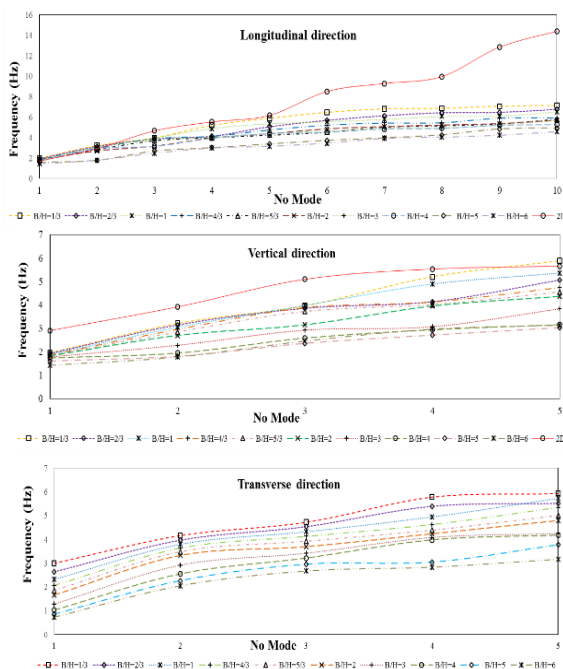 Longitudinal direction
Frequency (Hz)
16
14
12
10
8
6
4
2
0
1 2 3 4 5 6 7 8 9 10
No Mode
B/H=1/3 B/H=2/3 B/H=1 B/H=4/3 B/H=5/3 B/H=2 B/H=3 B/H=4 B/H=5 B/H=6 2D
Vertical direction
Frequency (Hz)
7
6
5
4
3
2
1
0
1 2 3 4 5
No Mode
B/H=1/3 B/H=2/3 B/H=1 B/H=4/3 B/H=5/3 B/H=2 B/H=3 B/H=4 B/H=5 B/H=6 2D
Transverse direction
Frequency (Hz)
7
6
5
4
3
2
1
0
1 2 3 4 5
No Mode
B/H=1/3 B/H=2/3 B/H=1 B/H=4/3 B/H=5/3 B/H=2 B/H=3 B/H=4 B/H=5 B/H=6